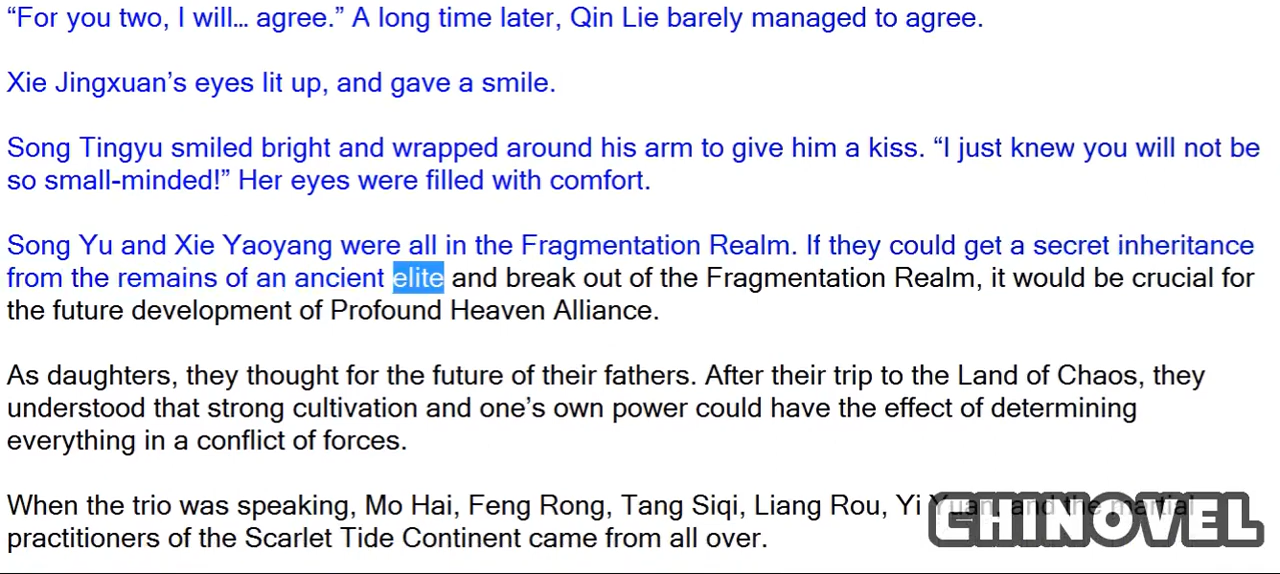 “For you two, I will… agree.” A long time later, Qin Lie barely managed to agree.
Xie Jingxuan’s eyes lit up, and gave a smile.
Song Tingyu smiled bright and wrapped around his arm to give him a kiss. “I just knew you will not be
so small-minded!” Her eyes were filled with comfort.
Song Yu and Xie Yaoyang were all in the Fragmentation Realm. If they could get a secret inheritance
from the remains of an ancient elite and break out of the Fragmentation Realm, it would be crucial for
the future development of Profound Heaven Alliance.
As daughters, they thought for the future of their fathers. After their trip to the Land of Chaos, they
understood that strong cultivation and one’s own power could have the effect of determining
everything in a conflict of forces.
When the trio was speaking, Mo Hai, Feng Rong, Tang Siqi, Liang Rou, Yi Yuan, and the martial
practitioners of the Scarlet Tide Continent came from all over.
CHINOVEL